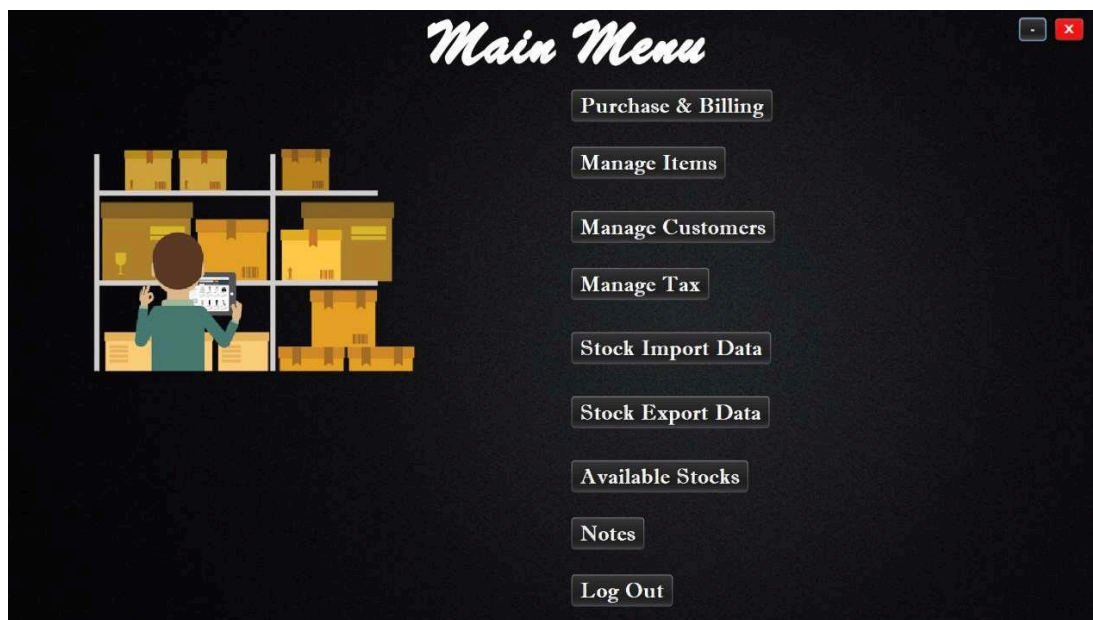 Main Menu
-
X
Purchase & Billing
Manage Items
Manage Customers
Manage Tax
Stock Import Data
Stock Export Data
Available Stocks
Notes
Log Out